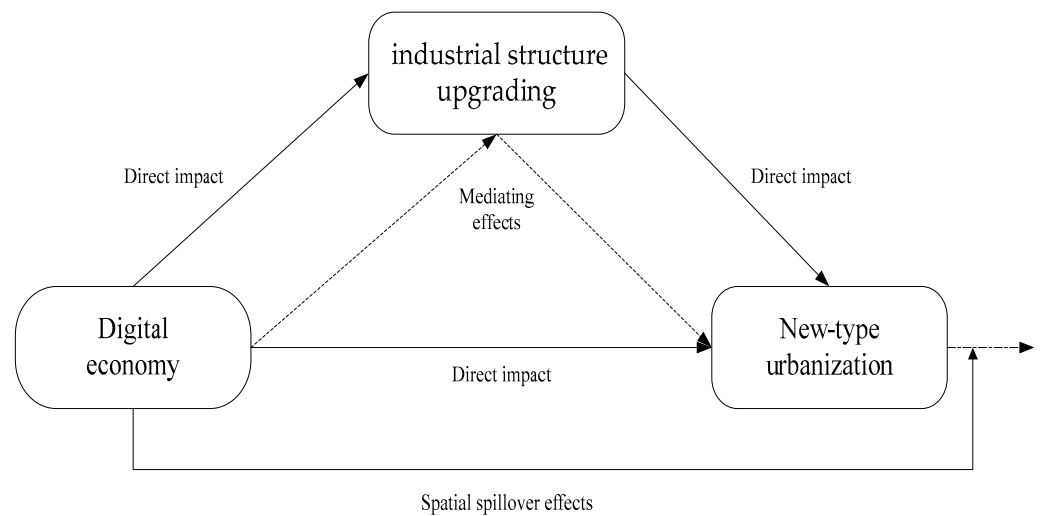 industrial structure
upgrading
Direct impact
Direct impact
Mediating
effects
Digital
economy
New-type
urbanization
Direct impact
Spatial spillover effects